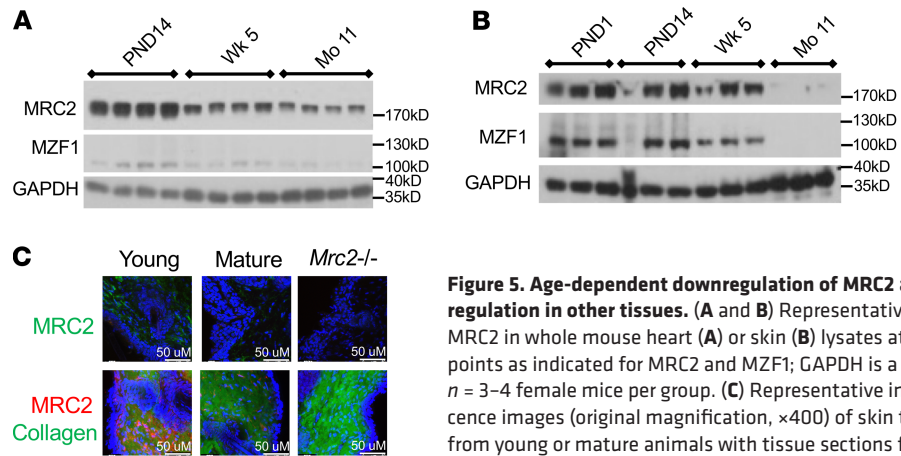 A
PND14 Wk 5 Mo 11
MRC2
170kD
MZF1
130kD
100kD
GAPDH
40kD
35kD
B
PND1 PND14 Wk 5 Mo 11
MRC2
170kD
130kD
MZF1
100kD
40kD
GAPDH
35kD
C
Young Mature Mrc2-/-
MRC2
50 uM 50 uM 50 uM
MRC2
Collagen
50 uM 50 uM 50 uM
Figure 5. Age-dependent downregulation of MRC2
regulation in other tissues. (A and B) Representativ
MRC2 in whole mouse heart (A) or skin (B) lysates at
points as indicated for MRC2 and MZF1; GAPDH is a
n = 3–4 female mice per group. (C) Representative in
cence images (original magnification, ×400) of skin t
from young or mature animals with tissue sections f